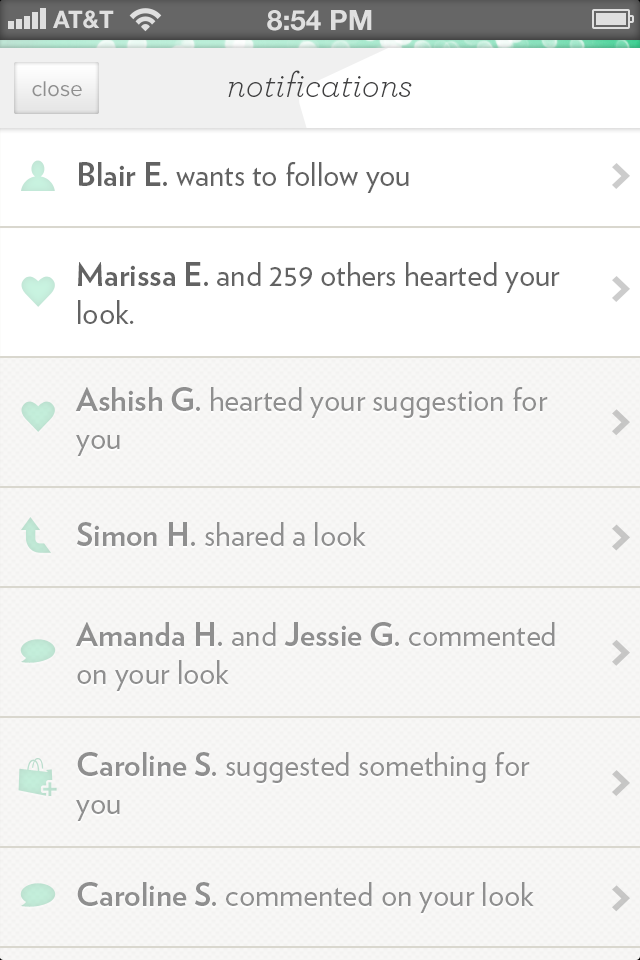 AT&T 8:54 PM
close notifications
Blair E. wants to follow you
Marissa E. and 259 others hearted your
look.
Ashish G. hearted your suggestion for
you
Simon H. shared a look
Amanda H. and Jessie G. commented
on your look
Caroline S. suggested something for
you
Caroline S. commented on your look